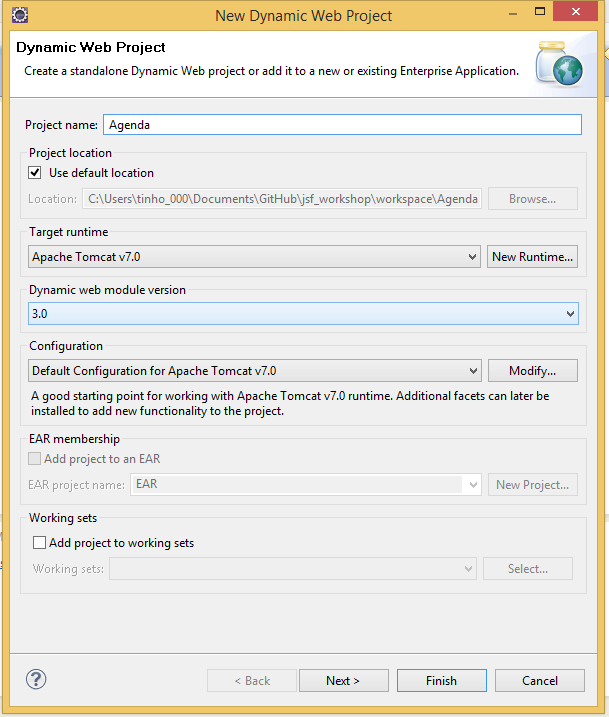 New Dynamic Web Project
Dynamic Web Project
Create a standalone Dynamic Web project or add it to a new or existing Enterprise Application.
Project name: Agenda
Project location
Use default location
Location: C:\Users\tinho_000\Documents\GitHub\jsf_workshop\workspace\Agenda Browse...
Target runtime
Apache Tomcat v7.0 New Runtime...
Dynamic web module version
3.0
Configuration
Default Configuration for Apache Tomcat v7.0 Modify...
A good starting point for working with Apache Tomcat v7.0 runtime. Additional facets can later be
installed to add new functionality to the project.
EAR membership
Add project to an EAR
EAR project name: EAR New Project...
Working sets
Add project to working sets
Working sets: Select...
? < Back Next > Finish Cancel